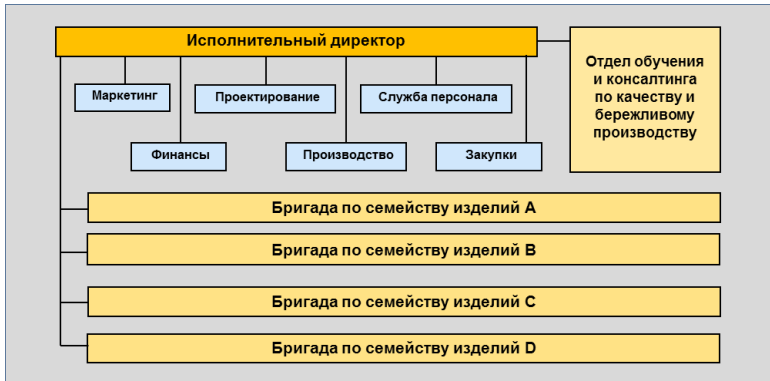 Исполнительный директор
Отдел обучения
и консалтинга
по качеству и
бережливому
производству
Маркетинг
Проектирование
Служба персонала
Финансы
Производство
Закупки
Бригада по семейству изделий A
Бригада по семейству изделий B
Бригада по семейству изделий C
Бригада по семейству изделий D